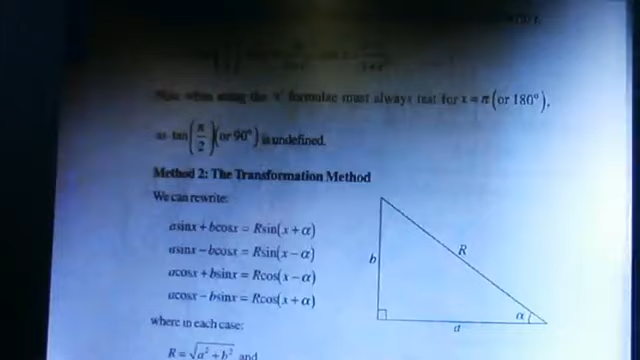 Note: when using the 't' formulae must always test for x = π (or 180°),
as tan(π/2)(or 90°) is undefined.
Method 2: The Transformation Method
We can rewrite:
asinx + bcosx = Rsin(x + α)
asinx − bcosx = Rsin(x − α)
acosx + bsinx = Rcos(x − α)
acosx − bsinx = Rcos(x + α)
b
R
α
a
where in each case:
R = √(a² + b²) and